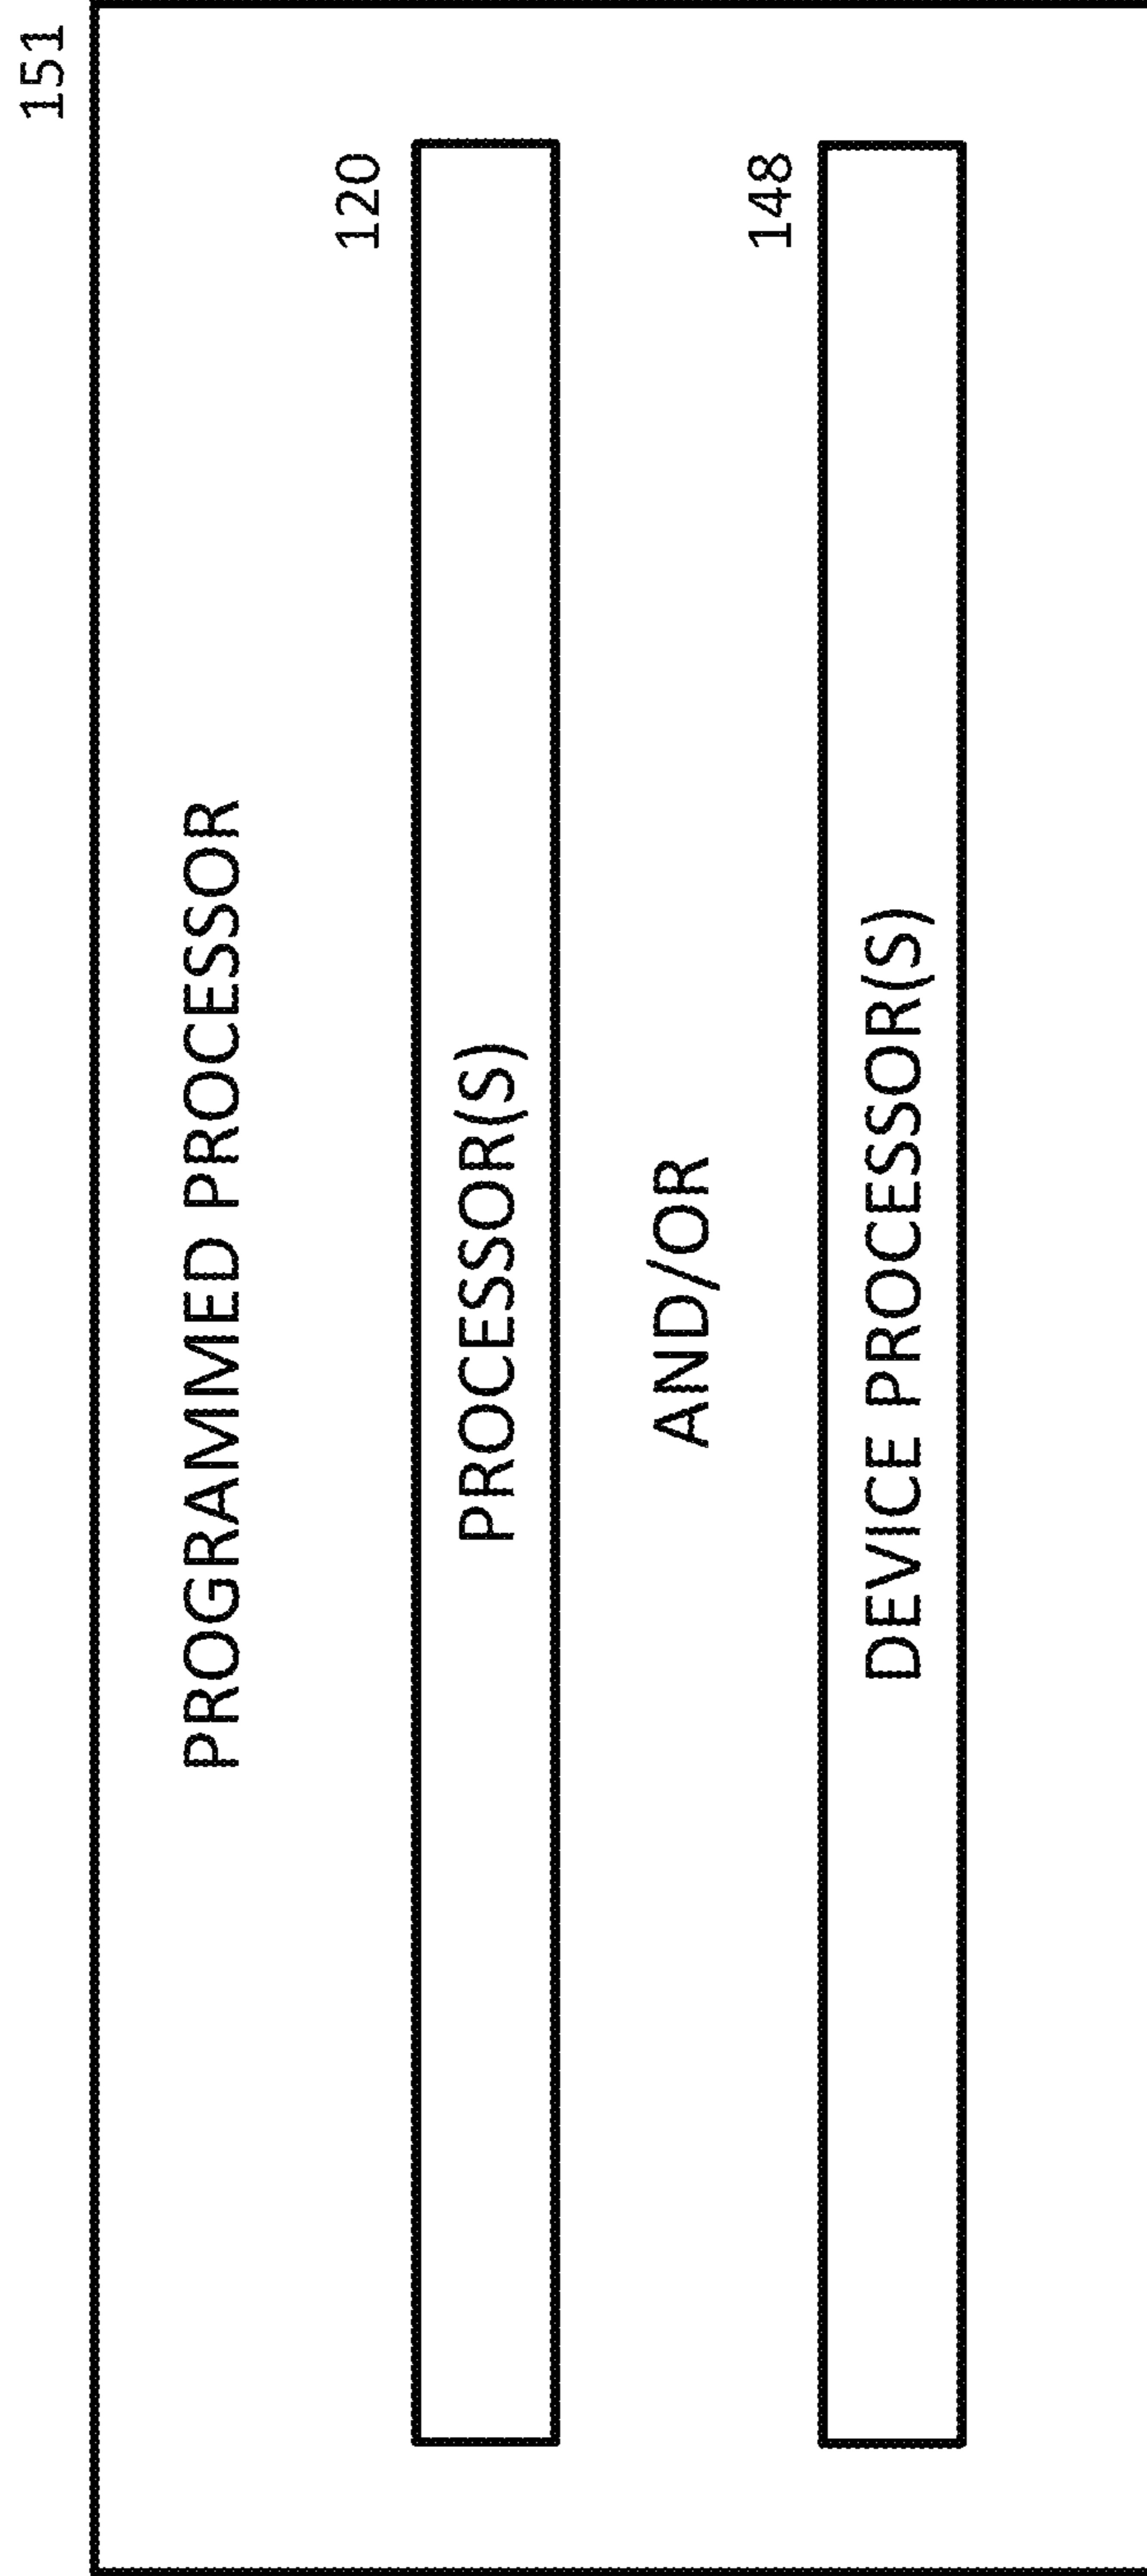 151
PROGRAMMED PROCESSOR
120
PROCESSOR(S)
AND/OR
148
DEVICE PROCESSOR(S)